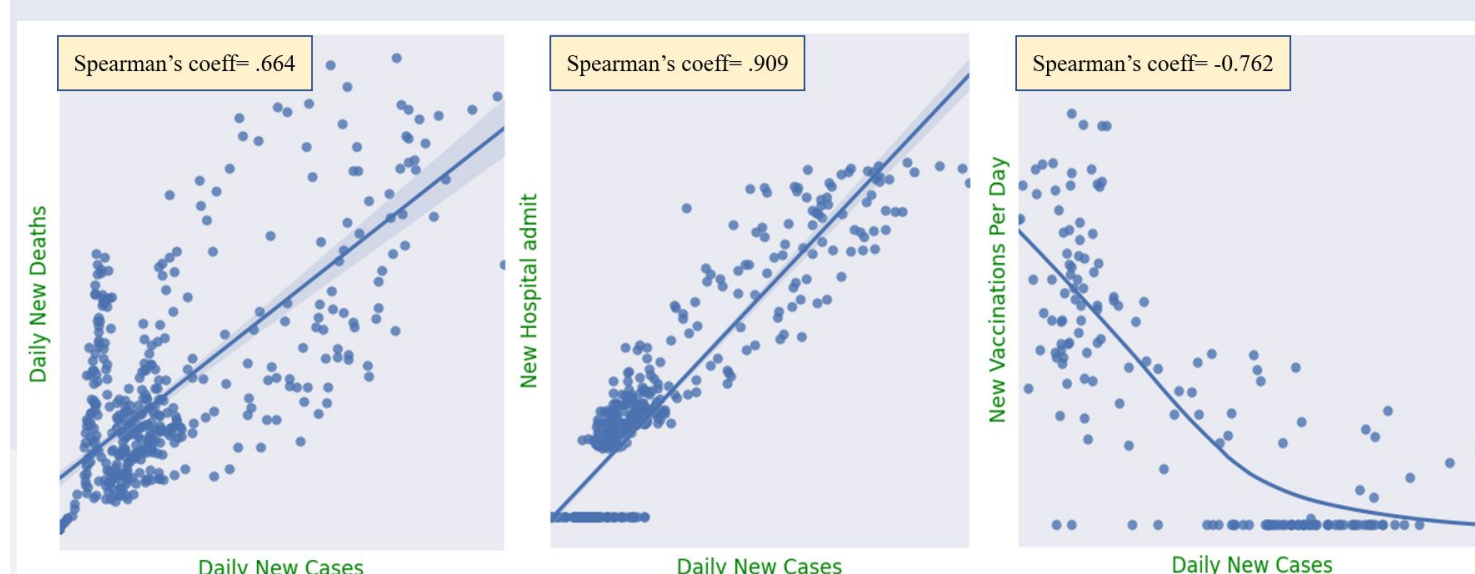 Spearman’s coeff= .664
Daily New Deaths
Daily New Cases
Spearman’s coeff= .909
New Hospital admit
Daily New Cases
Spearman’s coeff= -0.762
New Vaccinations Per Day
Daily New Cases